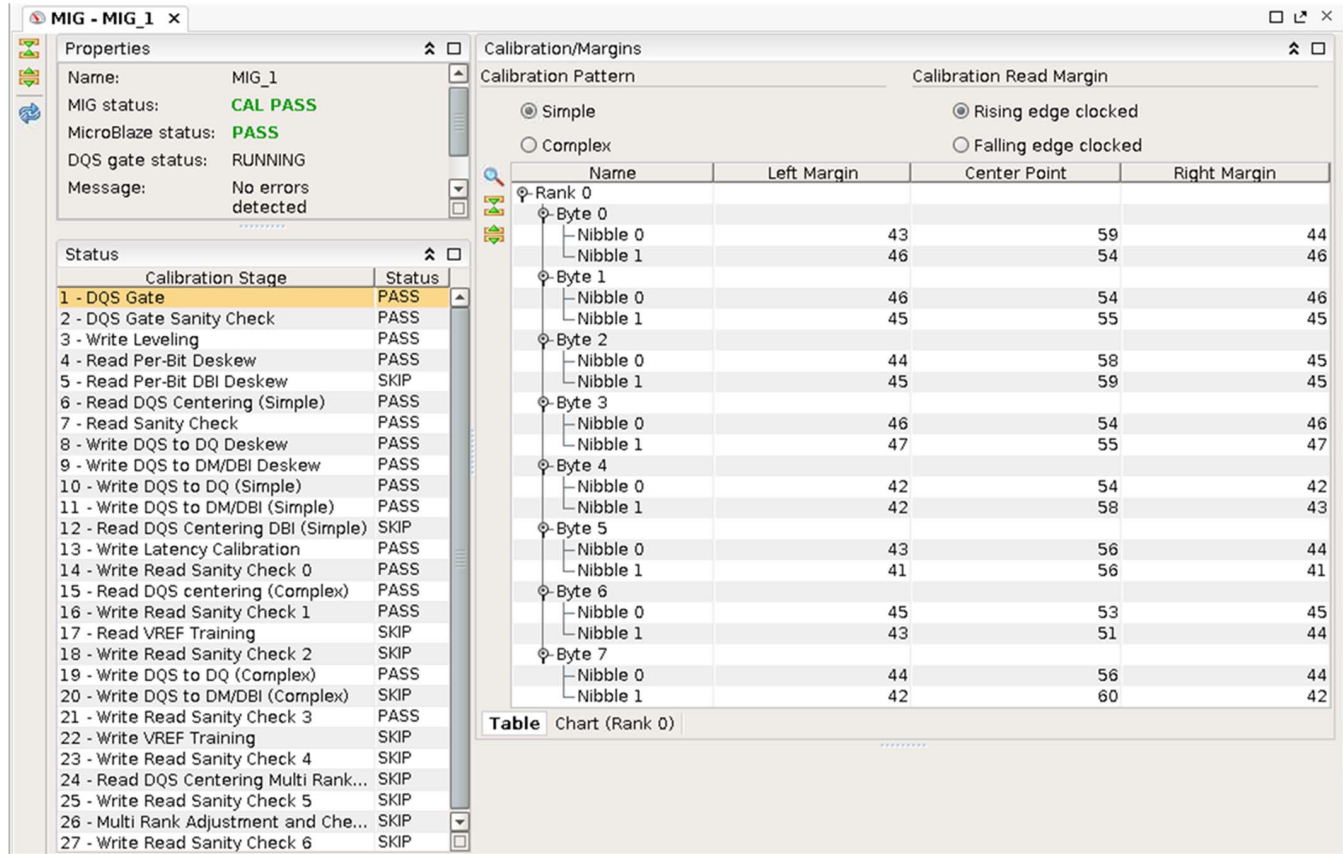 MIG - MIG_1
Properties
Name: MIG_1
MIG status: CAL PASS
MicroBlaze status: PASS
DQS gate status: RUNNING
Message: No errors
detected
Status
Calibration Stage Status
1 - DQS Gate PASS
2 - DQS Gate Sanity Check PASS
3 - Write Leveling PASS
4 - Read Per-Bit Deskew PASS
5 - Read Per-Bit DBI Deskew SKIP
6 - Read DQS Centering (Simple) PASS
7 - Read Sanity Check PASS
8 - Write DQS to DQ Deskew PASS
9 - Write DQS to DM/DBI Deskew PASS
10 - Write DQS to DQ (Simple) PASS
11 - Write DQS to DM/DBI (Simple) PASS
12 - Read DQS Centering DBI (Simple) SKIP
13 - Write Latency Calibration PASS
14 - Write Read Sanity Check 0 PASS
15 - Read DQS centering (Complex) PASS
16 - Write Read Sanity Check 1 PASS
17 - Read VREF Training SKIP
18 - Write Read Sanity Check 2 SKIP
19 - Write DQS to DQ (Complex) PASS
20 - Write DQS to DM/DBI (Complex) SKIP
21 - Write Read Sanity Check 3 PASS
22 - Write VREF Training SKIP
23 - Write Read Sanity Check 4 SKIP
24 - Read DQS Centering Multi Rank... SKIP
25 - Write Read Sanity Check 5 SKIP
26 - Multi Rank Adjustment and Che... SKIP
27 - Write Read Sanity Check 6 SKIP
Calibration/Margins
Calibration Pattern Calibration Read Margin
Simple Rising edge clocked
Complex Falling edge clocked
Name Left Margin Center Point Right Margin
Rank 0
Byte 0
Nibble 0 43 59 44
Nibble 1 46 54 46
Byte 1
Nibble 0 46 54 46
Nibble 1 45 55 45
Byte 2
Nibble 0 44 58 45
Nibble 1 45 59 45
Byte 3
Nibble 0 46 54 46
Nibble 1 47 55 47
Byte 4
Nibble 0 42 54 42
Nibble 1 42 58 43
Byte 5
Nibble 0 43 56 44
Nibble 1 41 56 41
Byte 6
Nibble 0 45 53 45
Nibble 1 43 51 44
Byte 7
Nibble 0 44 56 44
Nibble 1 42 60 42
Table Chart (Rank 0)